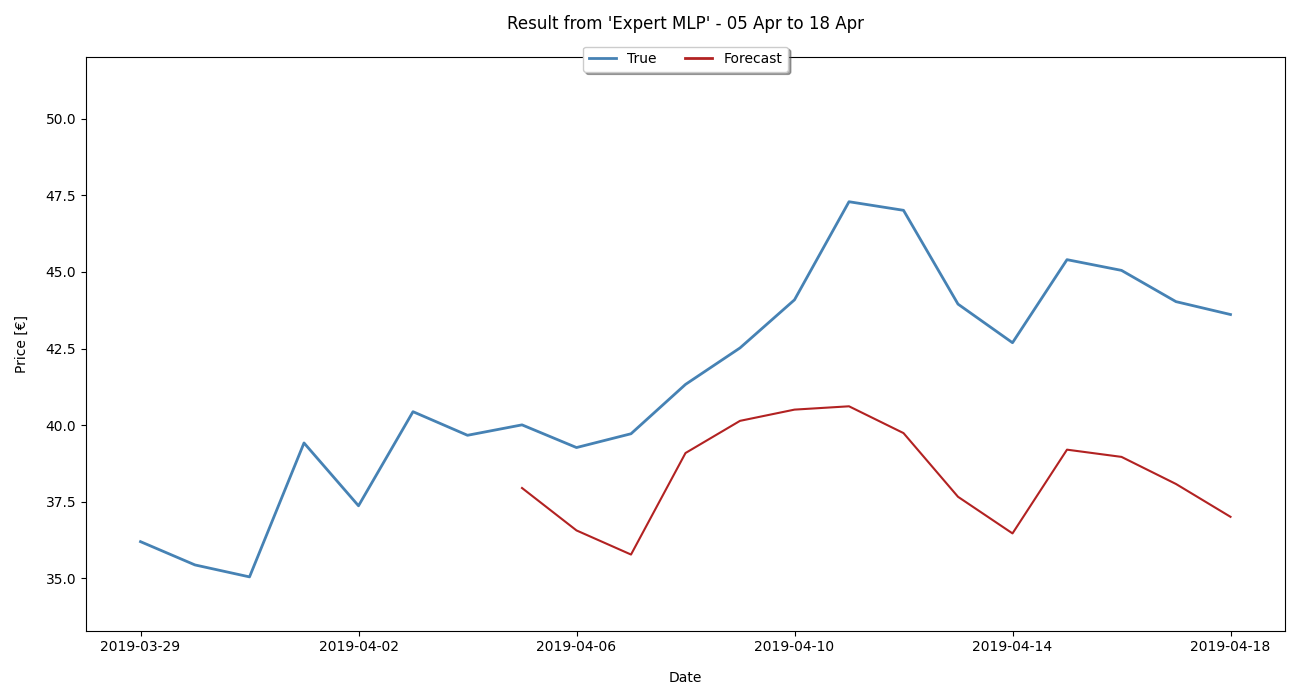 Result from 'Expert MLP' - 05 Apr to 18 Apr
True Forecast
50.0
47.5
45.0
42.5
40.0
37.5
35.0
Price [€]
2019-03-29 2019-04-02 2019-04-06 2019-04-10 2019-04-14 2019-04-18
Date